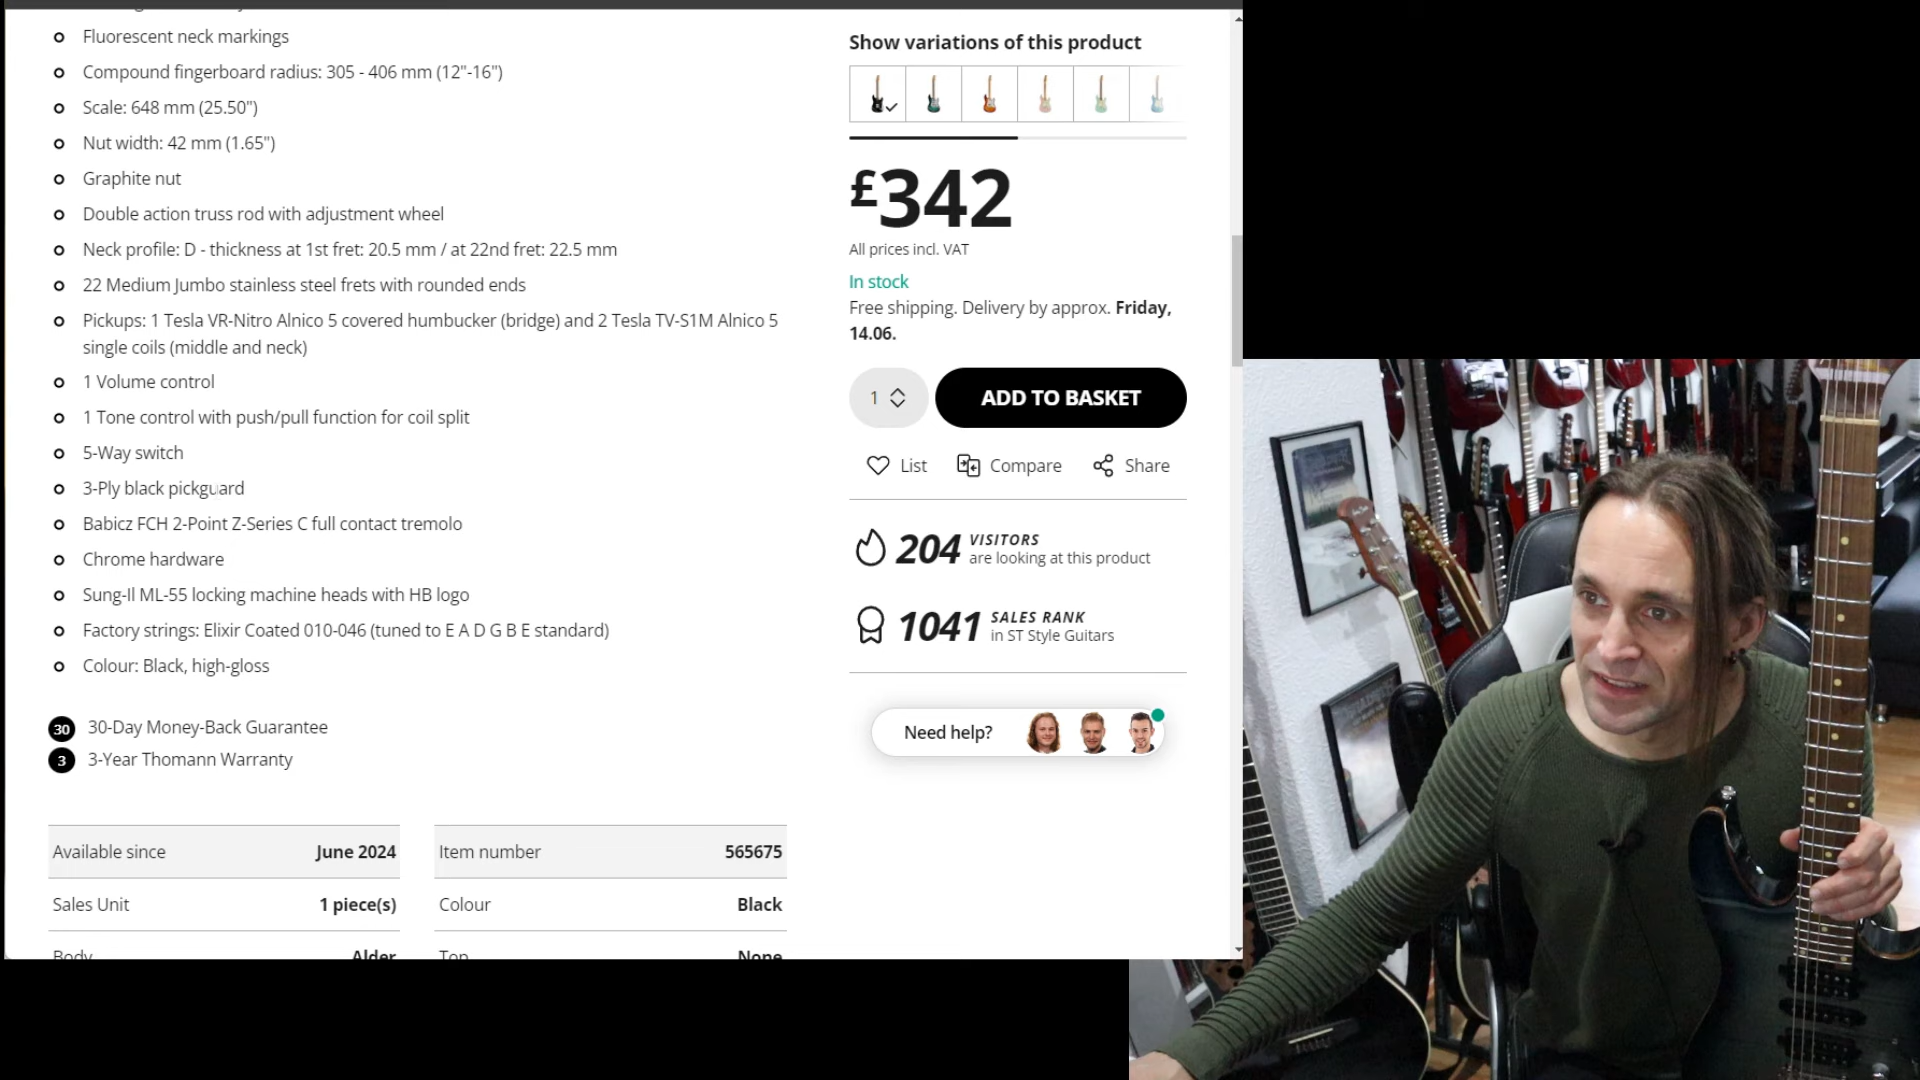 Fluorescent neck markings
Compound fingerboard radius: 305 - 406 mm (12"-16")
Scale: 648 mm (25.50")
Nut width: 42 mm (1.65")
Graphite nut
Double action truss rod with adjustment wheel
Neck profile: D - thickness at 1st fret: 20.5 mm / at 22nd fret: 22.5 mm
22 Medium Jumbo stainless steel frets with rounded ends
Pickups: 1 Tesla VR-Nitro Alnico 5 covered humbucker (bridge) and 2 Tesla TV-S1M Alnico 5
single coils (middle and neck)
1 Volume control
1 Tone control with push/pull function for coil split
5-Way switch
3-Ply black pickguard
Babicz FCH 2-Point Z-Series C full contact tremolo
Chrome hardware
Sung-Il ML-55 locking machine heads with HB logo
Factory strings: Elixir Coated 010-046 (tuned to E A D G B E standard)
Colour: Black, high-gloss
30 30-Day Money-Back Guarantee
3 3-Year Thomann Warranty
Available since June 2024
Sales Unit 1 piece(s)
Body Alder
Item number 565675
Colour Black
Top None
Show variations of this product
£342
All prices incl. VAT
In stock
Free shipping. Delivery by approx. Friday,
14.06.
1 ADD TO BASKET
List Compare Share
204 VISITORS
are looking at this product
1041 SALES RANK
in ST Style Guitars
Need help?